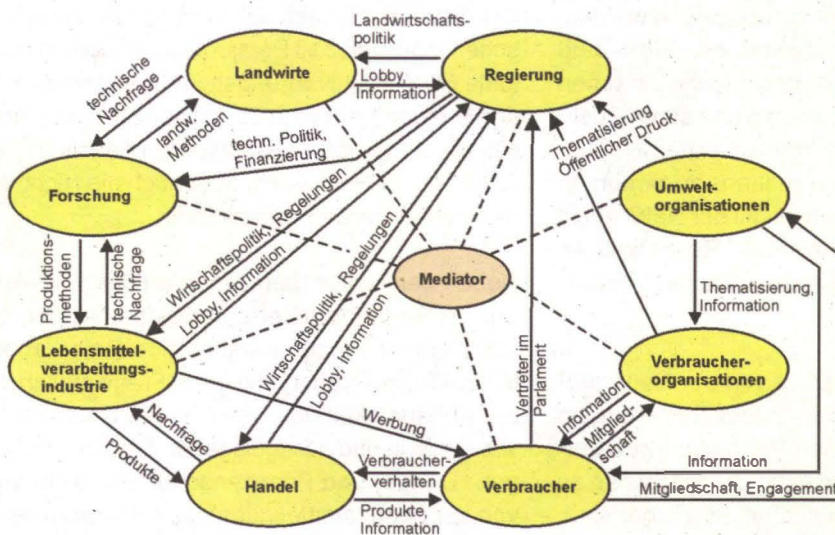 Landwirtschafts-
politik
Landwirte
Regierung
Lobby,
Information
technische
Nachfrage
landw.
Methoden
techn. Politik,
Finanzierung
Thematisierung
Öffentlicher Druck
Forschung
Umwelt-
organisationen
Wirtschaftspolitik, Regelungen
Lobby, Information
Wirtschaftspolitik, Regelungen
Lobby, Information
Mediator
Produktions-
methoden
technische
Nachfrage
Thematisierung,
Information
Lebensmittel-
verarbeitungs-
industrie
Vertreter im
Parlament
Verbraucher-
organisationen
Information
Mitglied-
schaft
Werbung
Nachfrage
Produkte
Handel
Verbraucher-
verhalten
Produkte,
Information
Verbraucher
Information
Mitgliedschaft, Engagement